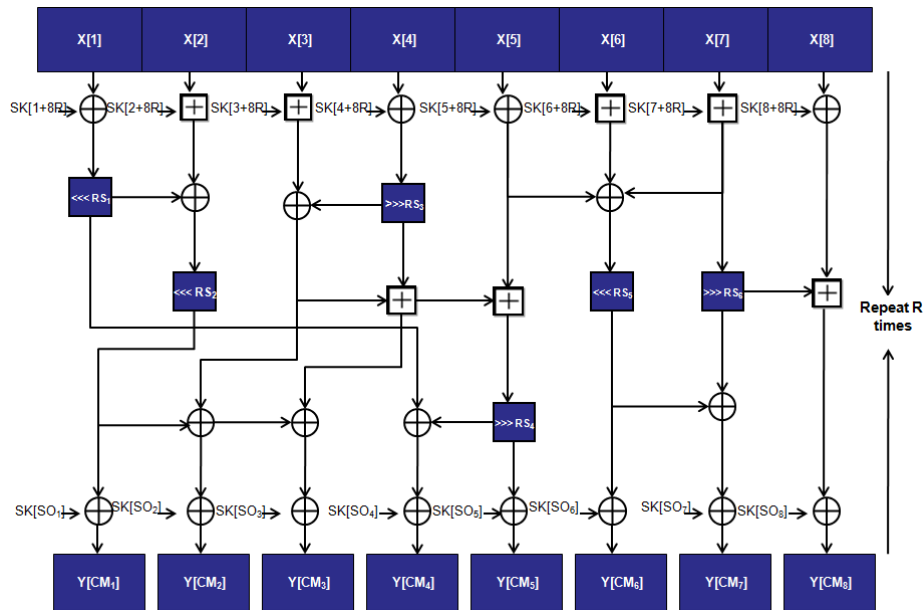 X[1] X[2] X[3] X[4] X[5] X[6] X[7] X[8]
SK[1+8R] SK[2+8R] SK[3+8R] SK[4+8R] SK[5+8R] SK[6+8R] SK[7+8R] SK[8+8R]
<<< RS1 >>>RS3
<<< RS2 <<< RS5 >>> RS6
Repeat R
times
>>> RS4
SK[SO1] SK[SO2] SK[SO3] SK[SO4] SK[SO5] SK[SO6] SK[SO7] SK[SO8]
Y[CM1] Y[CM2] Y[CM3] Y[CM4] Y[CM5] Y[CM6] Y[CM7] Y[CM8]